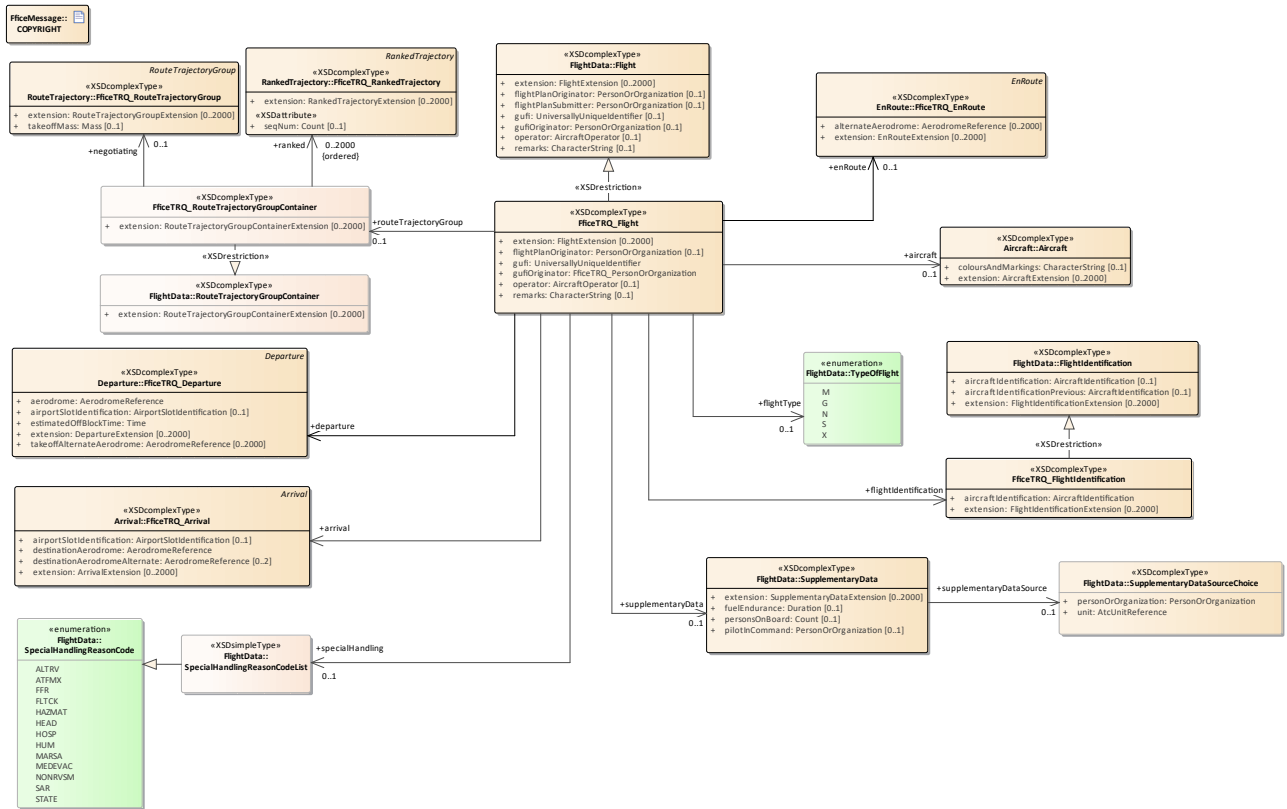 FficeMessage::
COPYRIGHT
RouteTrajectoryGroup
«XSDcomplexType»
RouteTrajectory::FficeTRQ_RouteTrajectoryGroup
+ extension: RouteTrajectoryGroupExtension [0..2000]
+ takeoffMass: Mass [0..1]
RankedTrajectory
«XSDcomplexType»
RankedTrajectory::FficeTRQ_RankedTrajectory
+ extension: RankedTrajectoryExtension [0..2000]
«XSDattribute»
+ seqNum: Count [0..1]
«XSDcomplexType»
FlightData::Flight
+ extension: FlightExtension [0..2000]
+ flightPlanOriginator: PersonOrOrganization [0..1]
+ flightPlanSubmitter: PersonOrOrganization [0..1]
+ gufi: UniversallyUniqueIdentifier [0..1]
+ gufiOriginator: PersonOrOrganization [0..1]
+ operator: AircraftOperator [0..1]
+ remarks: CharacterString [0..1]
EnRoute
«XSDcomplexType»
EnRoute::FficeTRQ_EnRoute
+ alternateAerodrome: AerodromeReference [0..2000]
+ extension: EnRouteExtension [0..2000]
+negotiating
0..1
+ranked
0..2000
{ordered}
+enRoute
0..1
«XSDrestriction»
«XSDcomplexType»
FficeTRQ_RouteTrajectoryGroupContainer
+ extension: RouteTrajectoryGroupContainerExtension [0..2000]
+routeTrajectoryGroup
0..1
«XSDcomplexType»
FficeTRQ_Flight
+ extension: FlightExtension [0..2000]
+ flightPlanOriginator: PersonOrOrganization [0..1]
+ gufi: UniversallyUniqueIdentifier
+ gufiOriginator: FficeTRQ_PersonOrOrganization
+ operator: AircraftOperator [0..1]
+ remarks: CharacterString [0..1]
+aircraft
0..1
«XSDcomplexType»
Aircraft::Aircraft
+ coloursAndMarkings: CharacterString [0..1]
+ extension: AircraftExtension [0..2000]
«XSDrestriction»
«XSDcomplexType»
FlightData::RouteTrajectoryGroupContainer
+ extension: RouteTrajectoryGroupContainerExtension [0..2000]
Departure
«XSDcomplexType»
Departure::FficeTRQ_Departure
+ aerodrome: AerodromeReference
+ airportSlotIdentification: AirportSlotIdentification [0..1]
+ estimatedOffBlockTime: Time
+ extension: DepartureExtension [0..2000]
+ takeoffAlternateAerodrome: AerodromeReference [0..2000]
+departure
+flightType
0..1
«enumeration»
FlightData::TypeOfFlight
M
G
N
S
X
«XSDcomplexType»
FlightData::FlightIdentification
+ aircraftIdentification: AircraftIdentification [0..1]
+ aircraftIdentificationPrevious: AircraftIdentification [0..1]
+ extension: FlightIdentificationExtension [0..2000]
«XSDrestriction»
+flightIdentification
«XSDcomplexType»
FficeTRQ_FlightIdentification
+ aircraftIdentification: AircraftIdentification
+ extension: FlightIdentificationExtension [0..2000]
Arrival
«XSDcomplexType»
Arrival::FficeTRQ_Arrival
+ airportSlotIdentification: AirportSlotIdentification [0..1]
+ destinationAerodrome: AerodromeReference
+ destinationAerodromeAlternate: AerodromeReference [0..2]
+ extension: ArrivalExtension [0..2000]
+arrival
+supplementaryData
0..1
«XSDcomplexType»
FlightData::SupplementaryData
+ extension: SupplementaryDataExtension [0..2000]
+ fuelEndurance: Duration [0..1]
+ personsOnBoard: Count [0..1]
+ pilotInCommand: PersonOrOrganization [0..1]
+supplementaryDataSource
0..1
«XSDcomplexType»
FlightData::SupplementaryDataSourceChoice
+ personOrOrganization: PersonOrOrganization
+ unit: AtcUnitReference
«enumeration»
FlightData::
SpecialHandlingReasonCode
ALTRV
ATFMX
FFR
FLTCK
HAZMAT
HEAD
HOSP
HUM
MARSA
MEDEVAC
NONRVSM
SAR
STATE
«XSDsimpleType»
FlightData::
SpecialHandlingReasonCodeList
+specialHandling
0..1